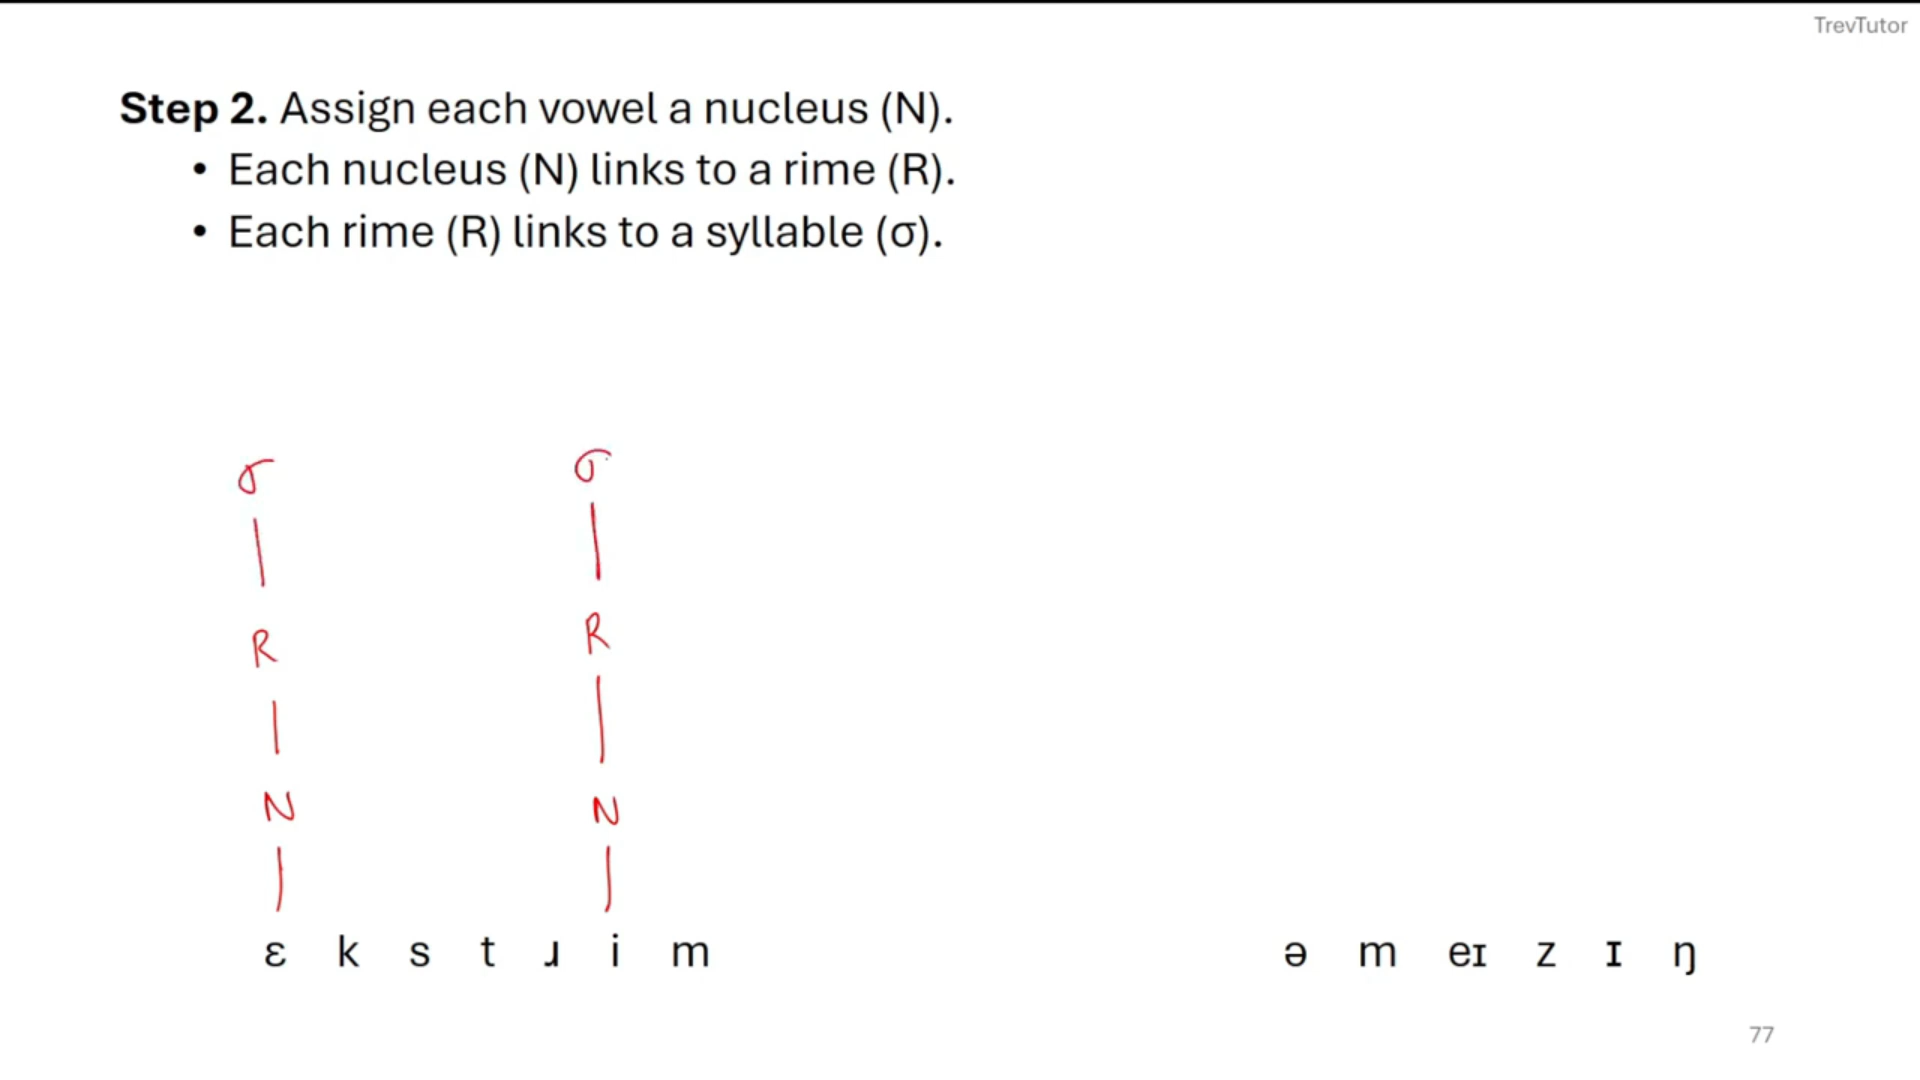 TrevTutor
Step 2. Assign each vowel a nucleus (N).
• Each nucleus (N) links to a rime (R).
• Each rime (R) links to a syllable (σ).
σ σ
R R
N N
ɛ k s t ɹ i m ə m eɪ z ɪ ŋ
77